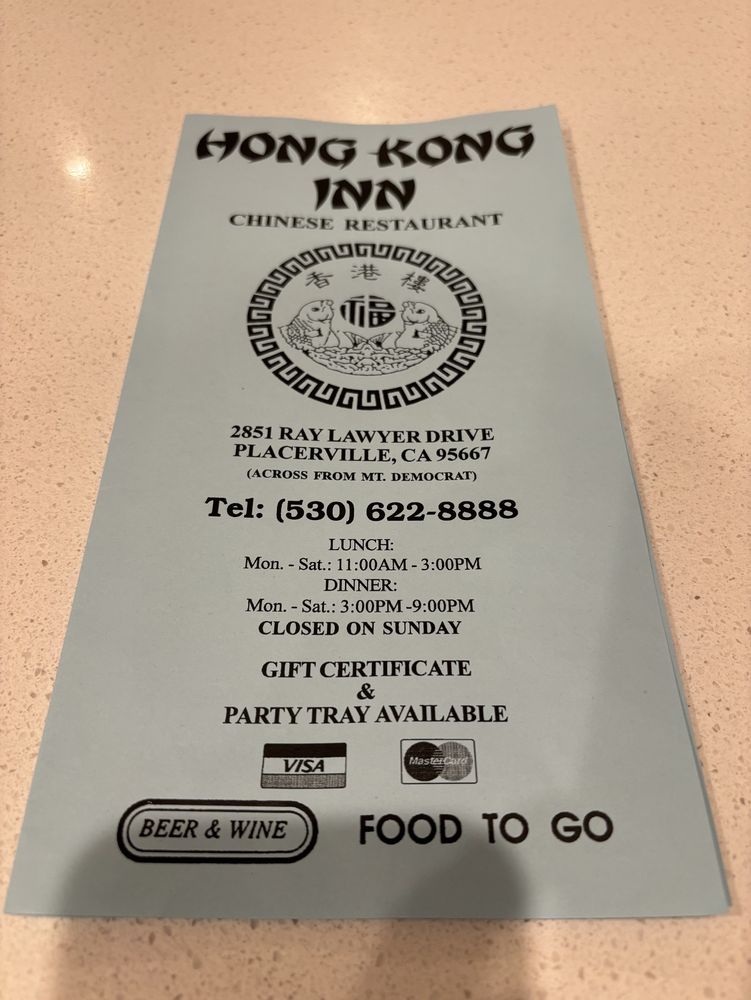 HONG KONG
INN
CHINESE RESTAURANT
香港樓
福
2851 RAY LAWYER DRIVE
PLACERVILLE, CA 95667
(ACROSS FROM MT. DEMOCRAT)
Tel: (530) 622-8888
LUNCH:
Mon. - Sat.: 11:00AM - 3:00PM
DINNER:
Mon. - Sat.: 3:00PM -9:00PM
CLOSED ON SUNDAY
GIFT CERTIFICATE
&
PARTY TRAY AVAILABLE
VISA MasterCard
BEER & WINE FOOD TO GO